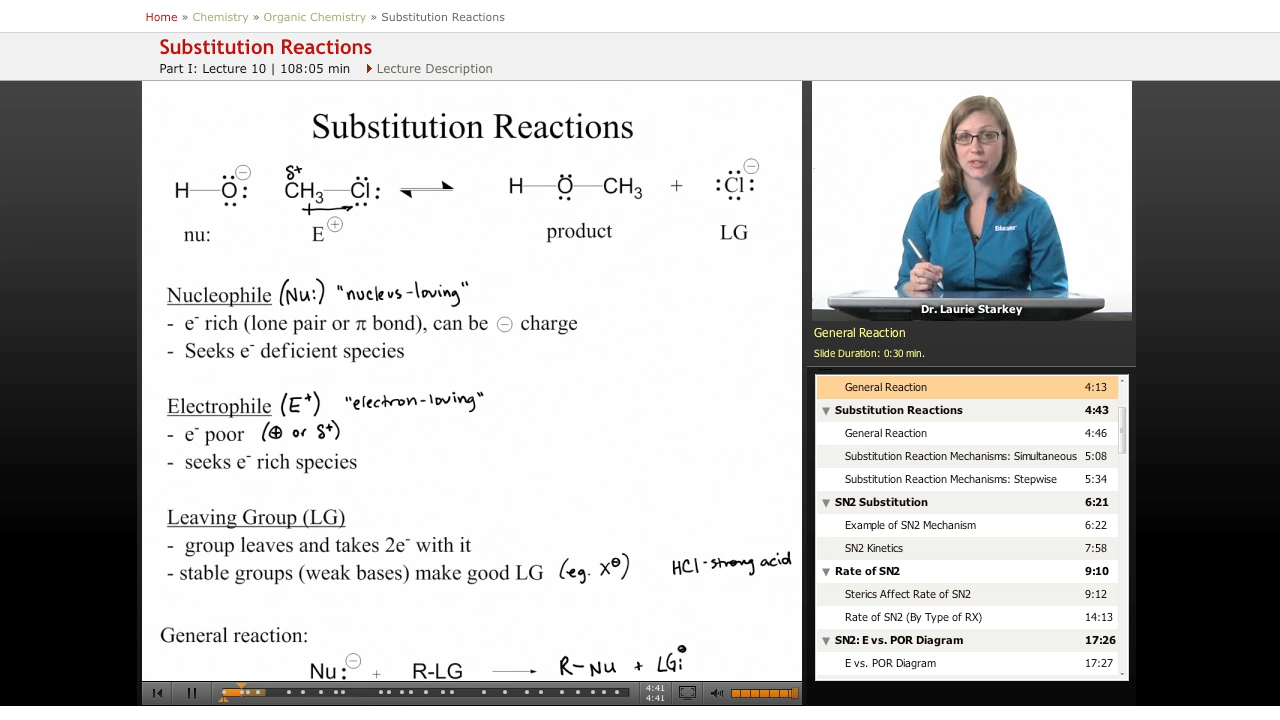 Home » Chemistry » Organic Chemistry » Substitution Reactions
Substitution Reactions
Part I: Lecture 10 | 108:05 min Lecture Description
Substitution Reactions
δ+
H—O:⊖ CH3—Cl: ⇌ H—O—CH3 + :Cl:⊖
nu: E⊕ product LG
Nucleophile (Nu:) "nucleus-loving"
- e⁻ rich (lone pair or π bond), can be ⊖ charge
- Seeks e⁻ deficient species
Electrophile (E⁺) "electron-loving"
- e⁻ poor (⊕ or δ+)
- seeks e⁻ rich species
Leaving Group (LG)
- group leaves and takes 2e⁻ with it
- stable groups (weak bases) make good LG (eg. X⊖) HCl-strong acid
General reaction:
Nu:⊖ + R-LG → R-Nu + LG:⊖
4:41
4:41
Educator
Dr. Laurie Starkey
General Reaction
Slide Duration: 0:30 min.
General Reaction 4:13
Substitution Reactions 4:43
General Reaction 4:46
Substitution Reaction Mechanisms: Simultaneous 5:08
Substitution Reaction Mechanisms: Stepwise 5:34
SN2 Substitution 6:21
Example of SN2 Mechanism 6:22
SN2 Kinetics 7:58
Rate of SN2 9:10
Sterics Affect Rate of SN2 9:12
Rate of SN2 (By Type of RX) 14:13
SN2: E vs. POR Diagram 17:26
E vs. POR Diagram 17:27